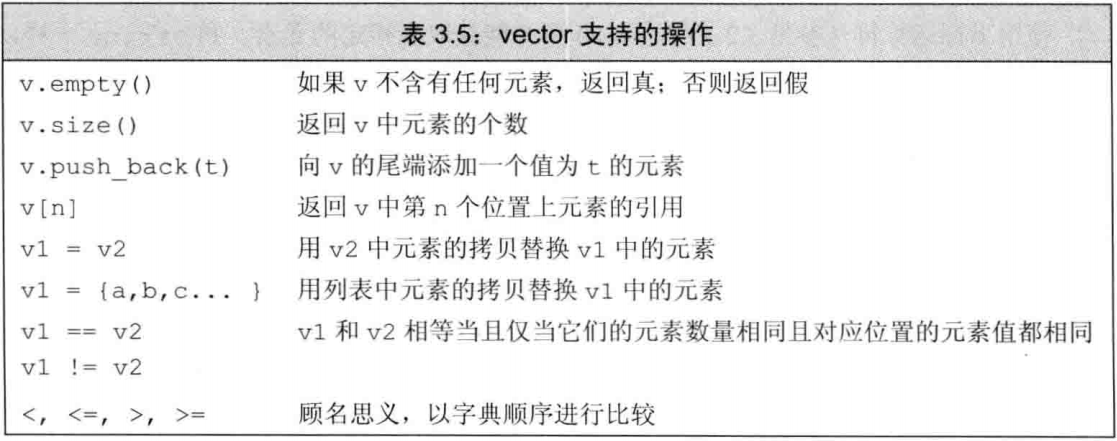 表 3.5：vector 支持的操作
v.empty() 如果 v 不含有任何元素，返回真；否则返回假
v.size() 返回 v 中元素的个数
v.push_back(t) 向 v 的尾端添加一个值为 t 的元素
v[n] 返回 v 中第 n 个位置上元素的引用
v1 = v2 用 v2 中元素的拷贝替换 v1 中的元素
v1 = {a,b,c... } 用列表中元素的拷贝替换 v1 中的元素
v1 == v2 v1 和 v2 相等当且仅当它们的元素数量相同且对应位置的元素值都相同
v1 != v2
<, <=, >, >= 顾名思义，以字典顺序进行比较